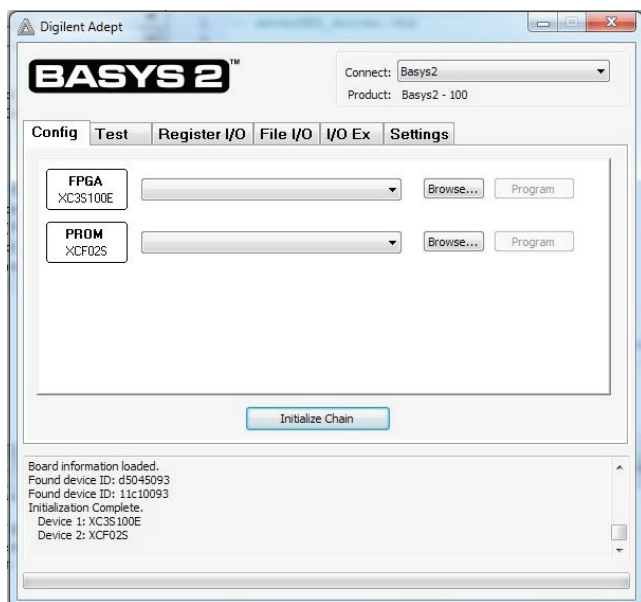 Digilent Adept
BASYS 2™
Connect: Basys2
Product: Basys2 - 100
Config Test Register I/O File I/O I/O Ex Settings
FPGA
XC3S100E
Browse... Program
PROM
XCF02S
Browse... Program
Initialize Chain
Board information loaded.
Found device ID: d5045093
Found device ID: 11c10093
Initialization Complete.
Device 1: XC3S100E
Device 2: XCF02S